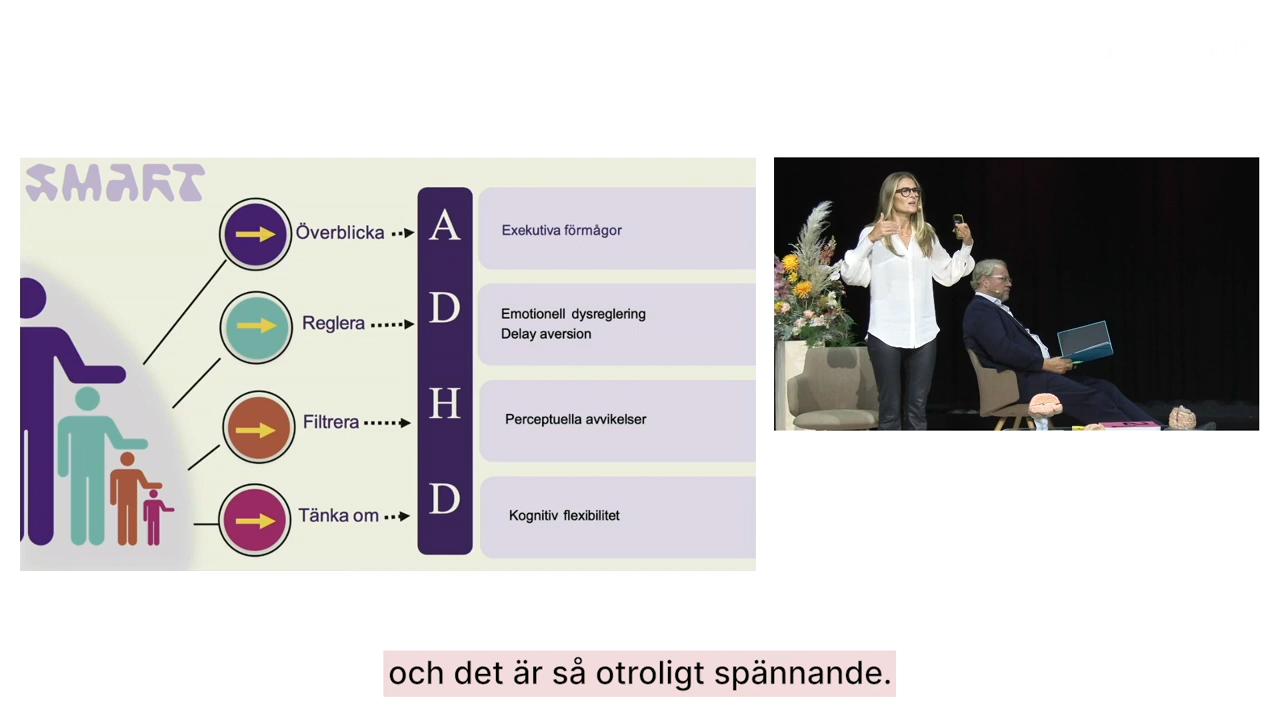 SMART
Överblicka
A
Exekutiva förmågor
Reglera
D
Emotionell dysreglering
Delay aversion
Filtrera
H
Perceptuella avvikelser
Tänka om
D
Kognitiv flexibilitet
och det är så otroligt spännande.